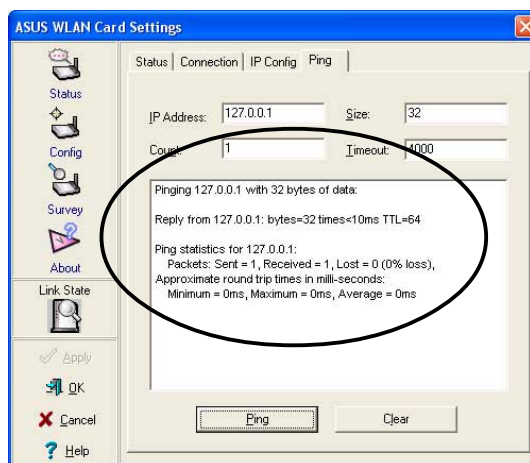 ASUS WLAN Card Settings
Status
Config
Survey
About
Link State
Apply
OK
Cancel
Help
Status Connection IP Config Ping
IP Address: 127.0.0.1 Size: 32
Count: 1 Timeout: 4000
Pinging 127.0.0.1 with 32 bytes of data:
Reply from 127.0.0.1: bytes=32 times<10ms TTL=64
Ping statistics for 127.0.0.1:
Packets: Sent = 1, Received = 1, Lost = 0 (0% loss),
Approximate round trip times in milli-seconds:
Minimum = 0ms, Maximum = 0ms, Average = 0ms
Ping Clear